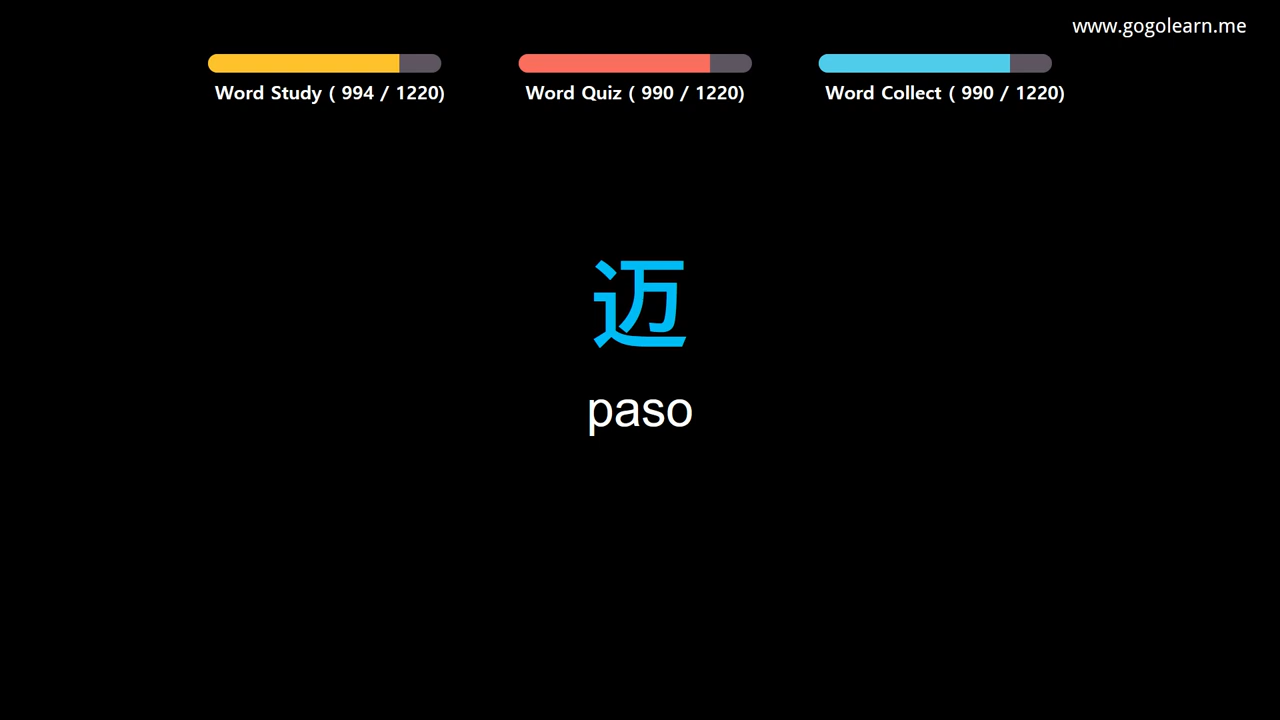 www.gogolearn.me
Word Study ( 994 / 1220)
Word Quiz ( 990 / 1220)
Word Collect ( 990 / 1220)
迈
paso